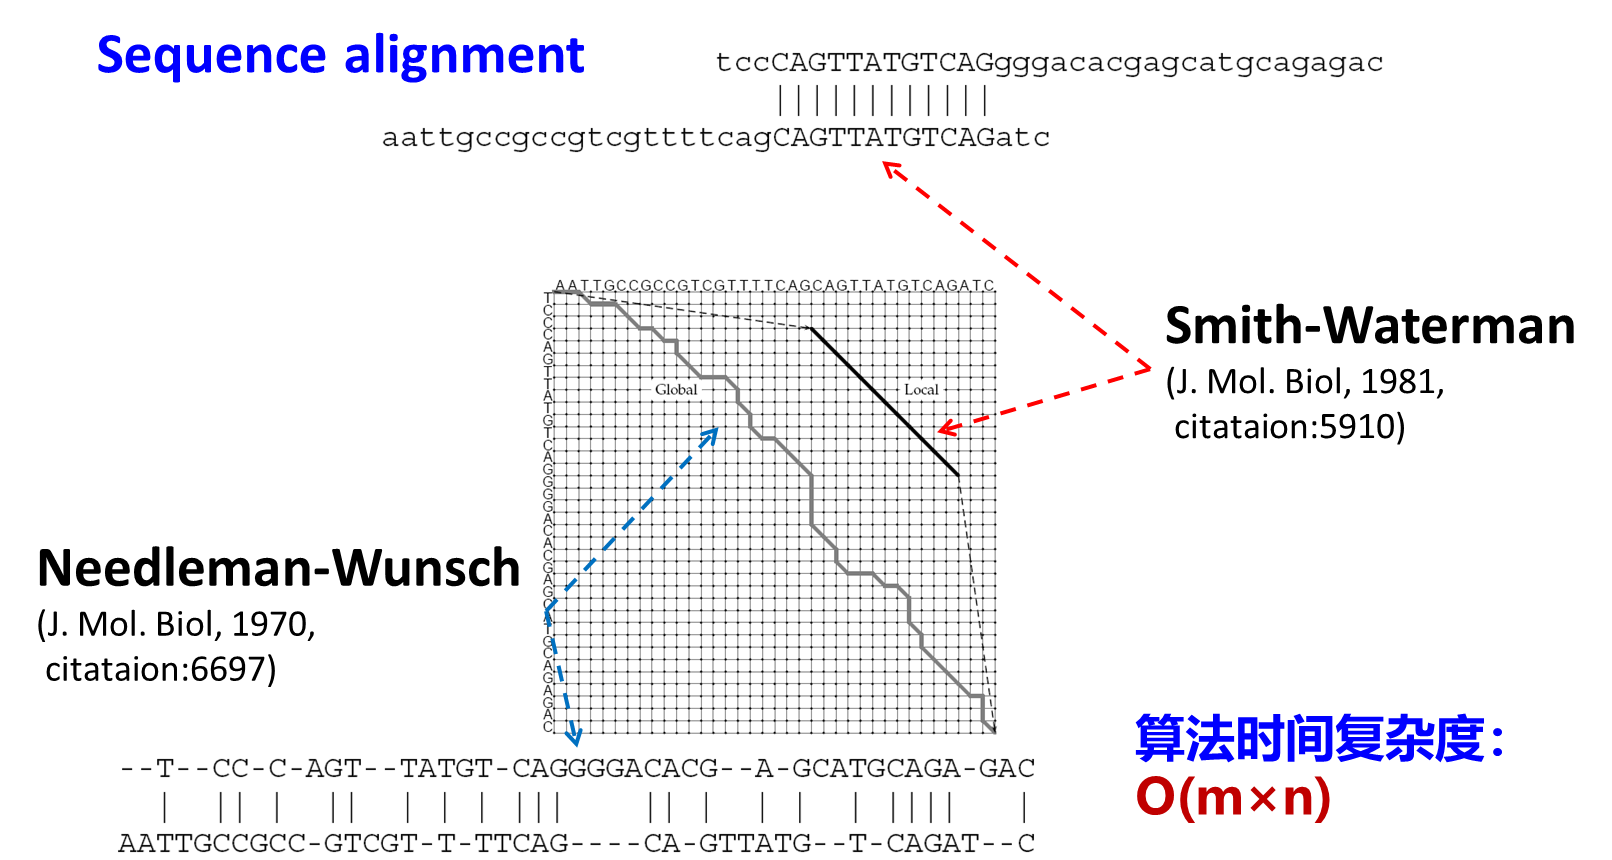 Sequence alignment
tccCAGTTATGTCAGgggacacgagcatgcagagac
||||||||||||
aattgccgccgtcgttttcagCAGTTATGTCAGatc
AATTGCCGCCGTCGTTTTCAGCAGTTATGTCAGATC
T
C
C
C
A
G
T
T
A
T
G
T
C
A
G
G
G
G
A
C
A
C
G
A
G
C
A
T
G
C
A
G
A
G
A
C
Global
Local
Smith-Waterman
(J. Mol. Biol, 1981,
citataion:5910)
Needleman-Wunsch
(J. Mol. Biol, 1970,
citataion:6697)
--T--CC-C-AGT--TATGT-CAGGGGACACG--A-GCATGCAGA-GAC
AATTGCCGCC-GTCGT-T-TTCAG----CA-GTTATG--T-CAGAT--C
算法时间复杂度：
O(m×n)